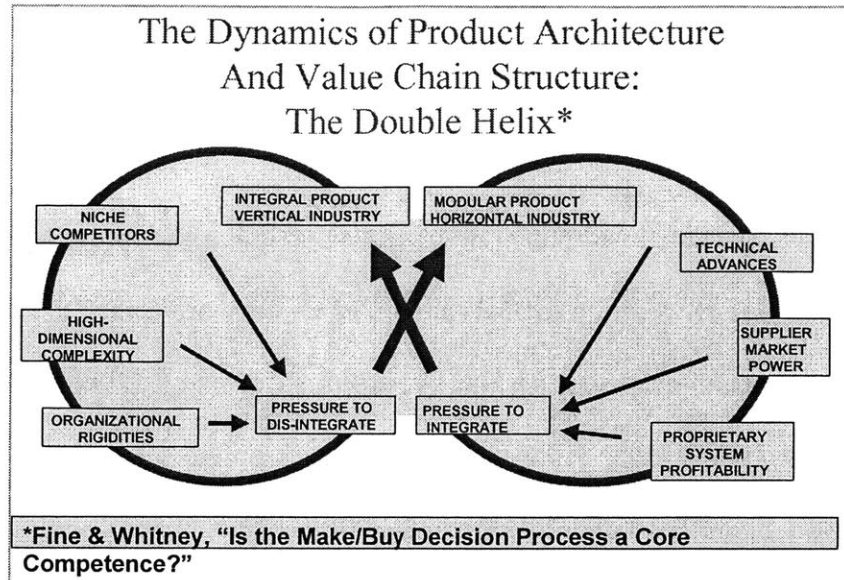 The Dynamics of Product Architecture
And Value Chain Structure:
The Double Helix*
INTEGRAL PRODUCT
VERTICAL INDUSTRY
MODULAR PRODUCT
HORIZONTAL INDUSTRY
NICHE
COMPETITORS
TECHNICAL
ADVANCES
HIGH-
DIMENSIONAL
COMPLEXITY
SUPPLIER
MARKET
POWER
ORGANIZATIONAL
RIGIDITIES
PRESSURE TO
DIS-INTEGRATE
PRESSURE TO
INTEGRATE
PROPRIETARY
SYSTEM
PROFITABILITY
*Fine & Whitney, “Is the Make/Buy Decision Process a Core
Competence?”